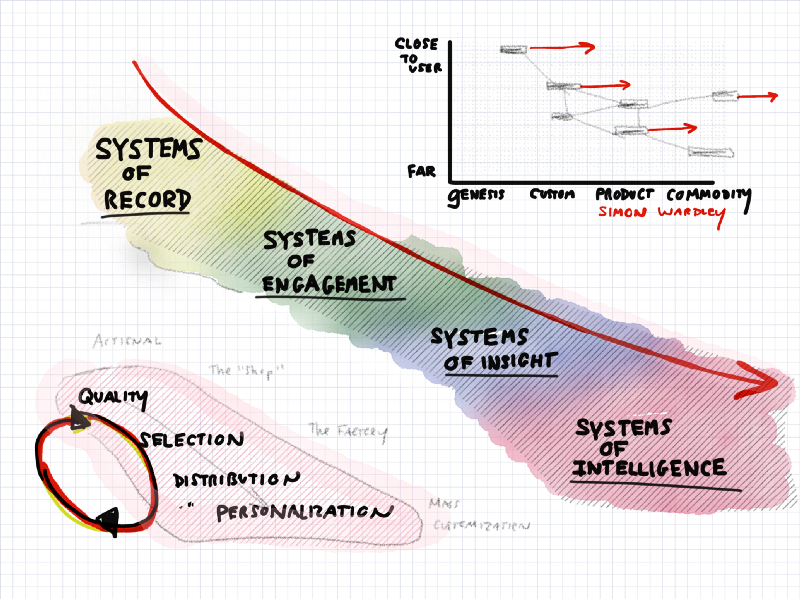 CLOSE
TO
USER
FAR
GENESIS CUSTOM PRODUCT COMMODITY
SIMON WARDLEY
SYSTEMS
OF
RECORD
SYSTEMS
OF
ENGAGEMENT
SYSTEMS
OF INSIGHT
SYSTEMS
OF
INTELLIGENCE
The "Shop"
QUALITY
SELECTION
The Factory
DISTRIBUTION
PERSONALIZATION
MASS
CUSTOMIZATION